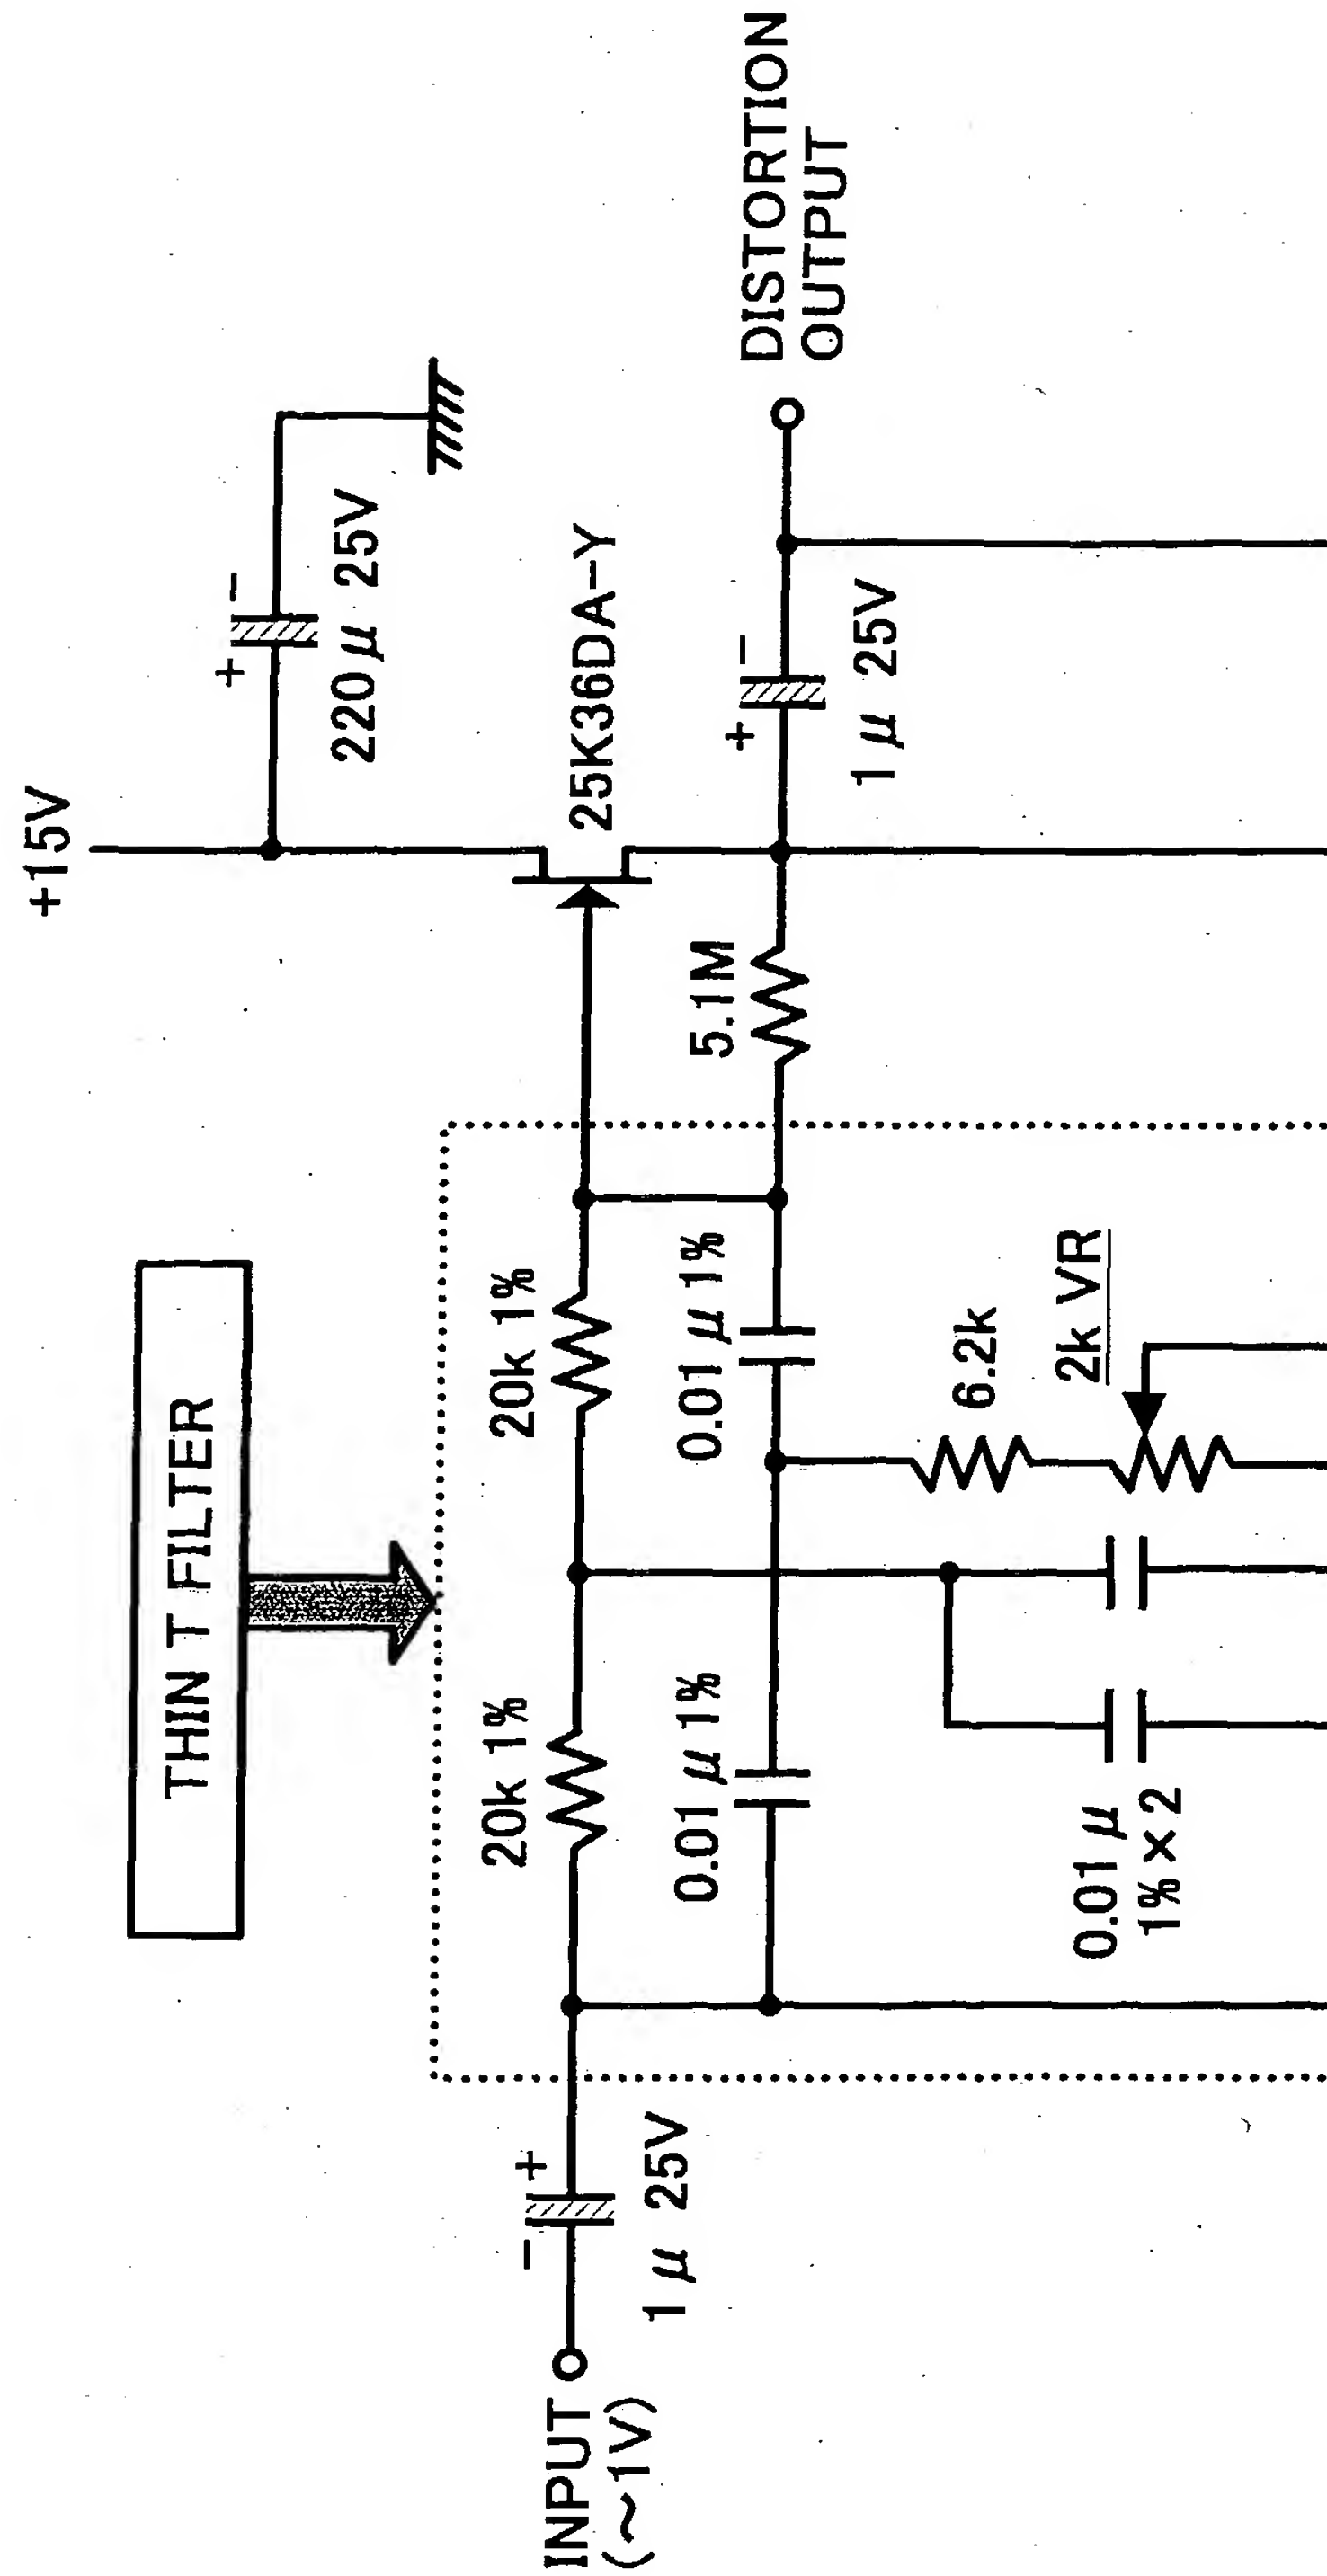 THIN T FILTER
+15V
+ −
220μ 25V
25K36DA-Y
INPUT
(~1V)
− +
1μ 25V
20k 1%
20k 1%
0.01μ 1%
0.01μ 1%
5.1M
+ −
1μ 25V
DISTORTION
OUTPUT
0.01μ
1%×2
6.2k
2k VR